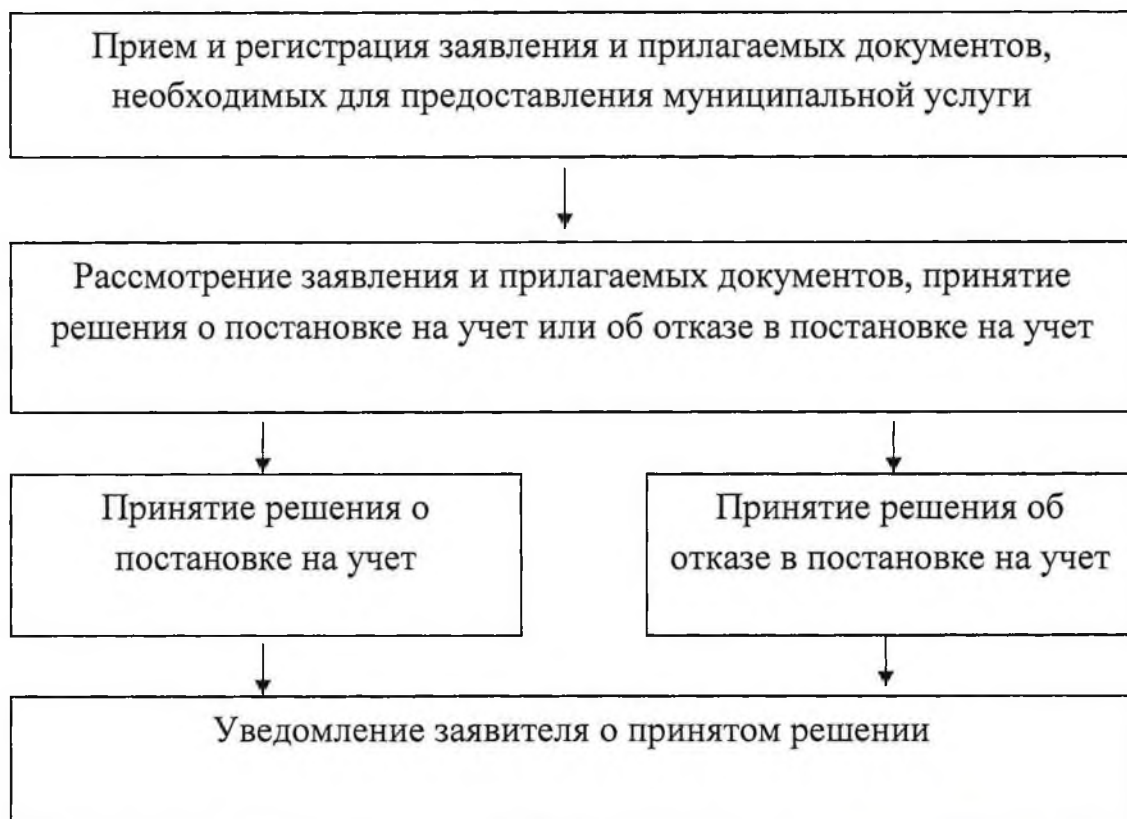 Прием и регистрация заявления и прилагаемых документов,
необходимых для предоставления муниципальной услуги
Рассмотрение заявления и прилагаемых документов, принятие
решения о постановке на учет или об отказе в постановке на учет
Принятие решения о
постановке на учет
Принятие решения об
отказе в постановке на учет
Уведомление заявителя о принятом решении